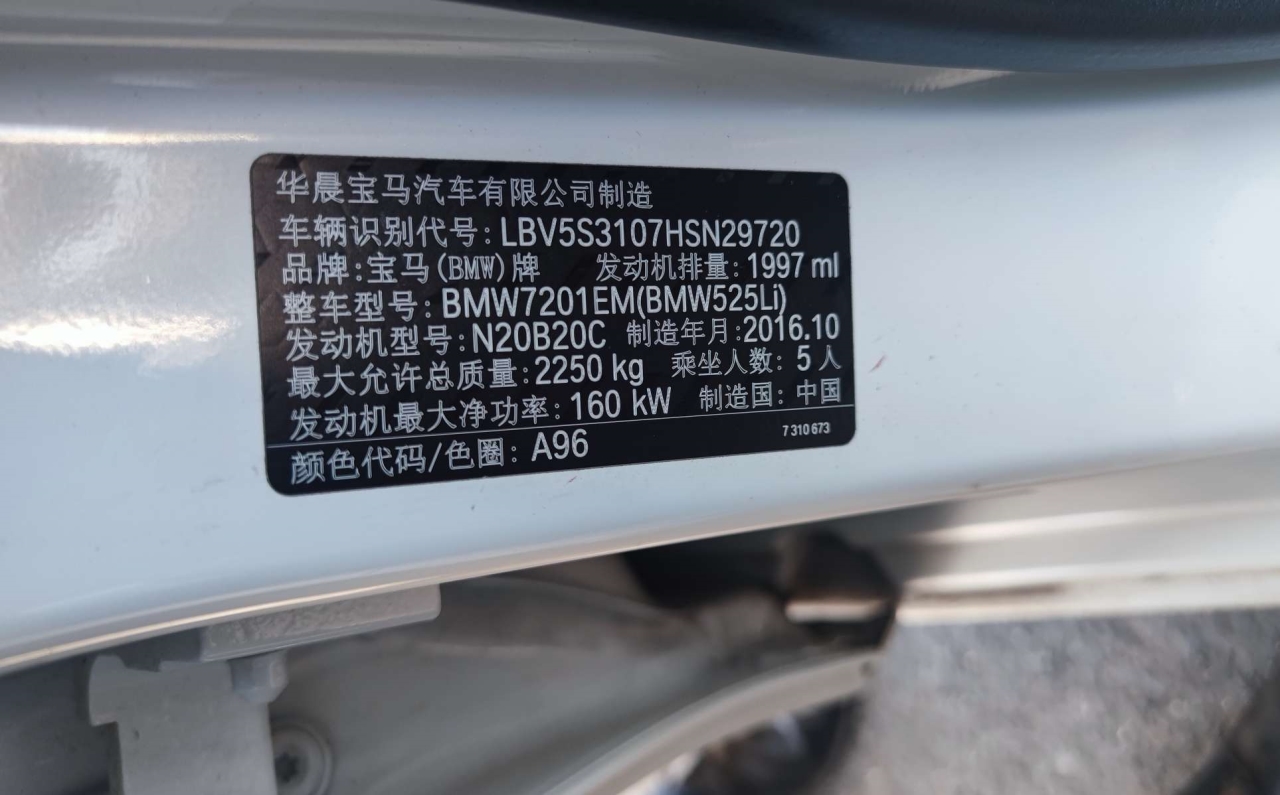 华晨宝马汽车有限公司制造
车辆识别代号: LBV5S3107HSN29720
品牌:宝马(BMW)牌 发动机排量: 1997 ml
整车型号: BMW7201EM(BMW525Li)
发动机型号: N20B20C 制造年月:2016.10
最大允许总质量:2250 kg 乘坐人数: 5 人
发动机最大净功率: 160 kW 制造国: 中国
颜色代码/色圈: A96 7 310 673